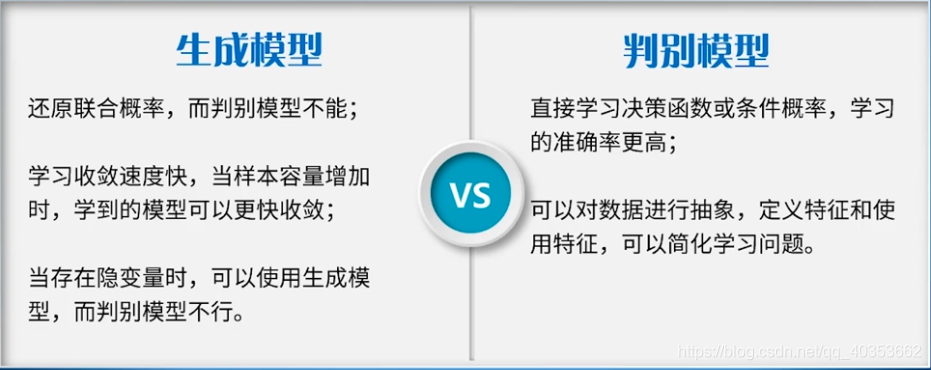 生成模型
还原联合概率，而判别模型不能；
学习收敛速度快，当样本容量增加
时，学到的模型可以更快收敛；
当存在隐变量时，可以使用生成模
型，而判别模型不行。
VS
判别模型
直接学习决策函数或条件概率，学习
的准确率更高；
可以对数据进行抽象，定义特征和使
用特征，可以简化学习问题。
https://blog.csdn.net/qq_40353662